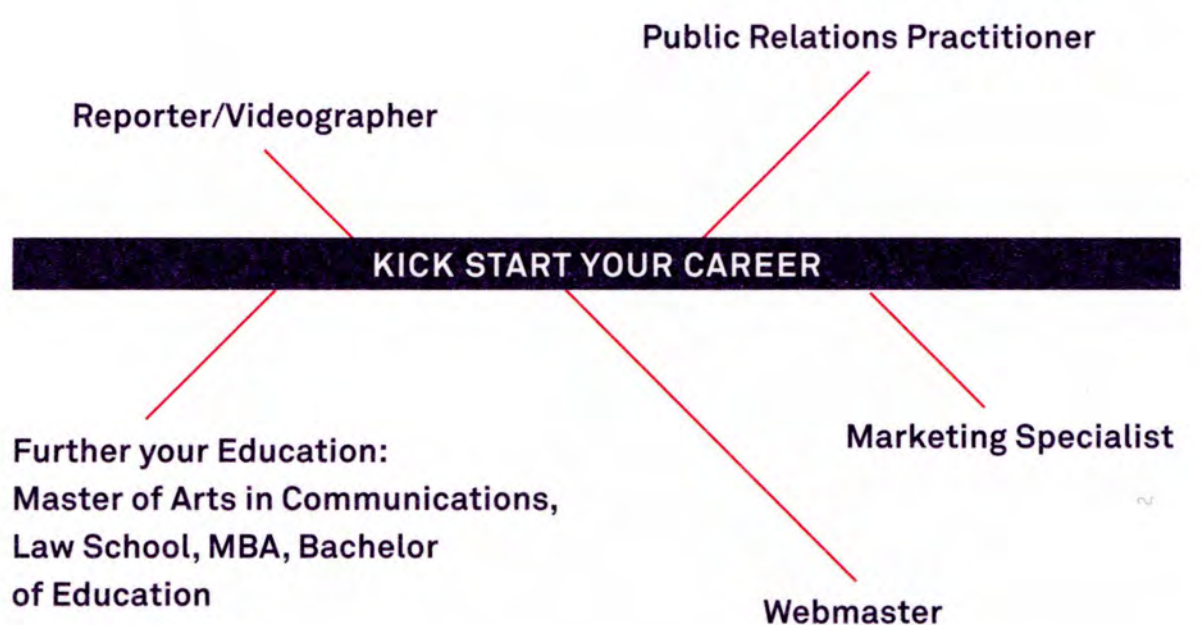 Public Relations Practitioner
Reporter/Videographer
KICK START YOUR CAREER
Further your Education:
Master of Arts in Communications,
Law School, MBA, Bachelor
of Education
Marketing Specialist
Webmaster